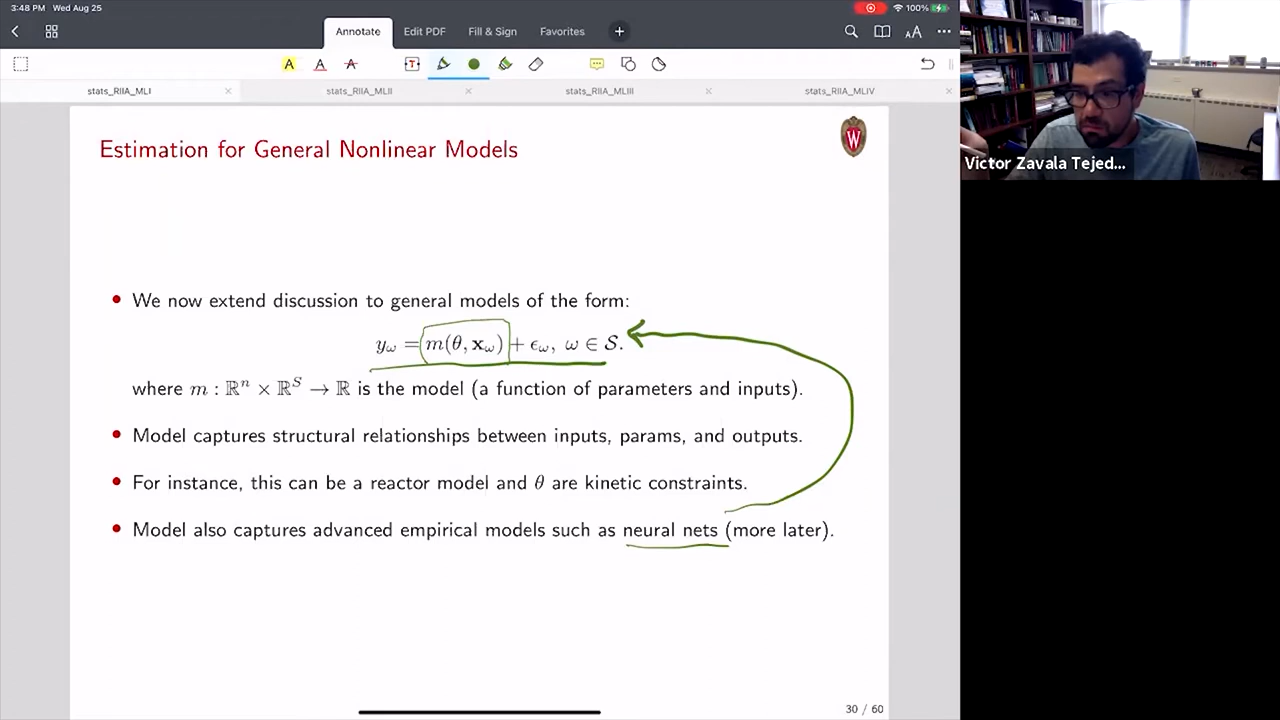 3:48 PM Wed Aug 25
100%
Annotate Edit PDF Fill & Sign Favorites
A A A T AA
stats_RIIA_MLI stats_RIIA_MLII stats_RIIA_MLIII stats_RIIA_MLIV
Estimation for General Nonlinear Models
W
Victor Zavala Tejed...
• We now extend discussion to general models of the form:
y_ω = m(θ, x_ω) + ϵ_ω, ω ∈ S.
where m : ℝⁿ × ℝ^S → ℝ is the model (a function of parameters and inputs).
• Model captures structural relationships between inputs, params, and outputs.
• For instance, this can be a reactor model and θ are kinetic constraints.
• Model also captures advanced empirical models such as neural nets (more later).
30 / 60